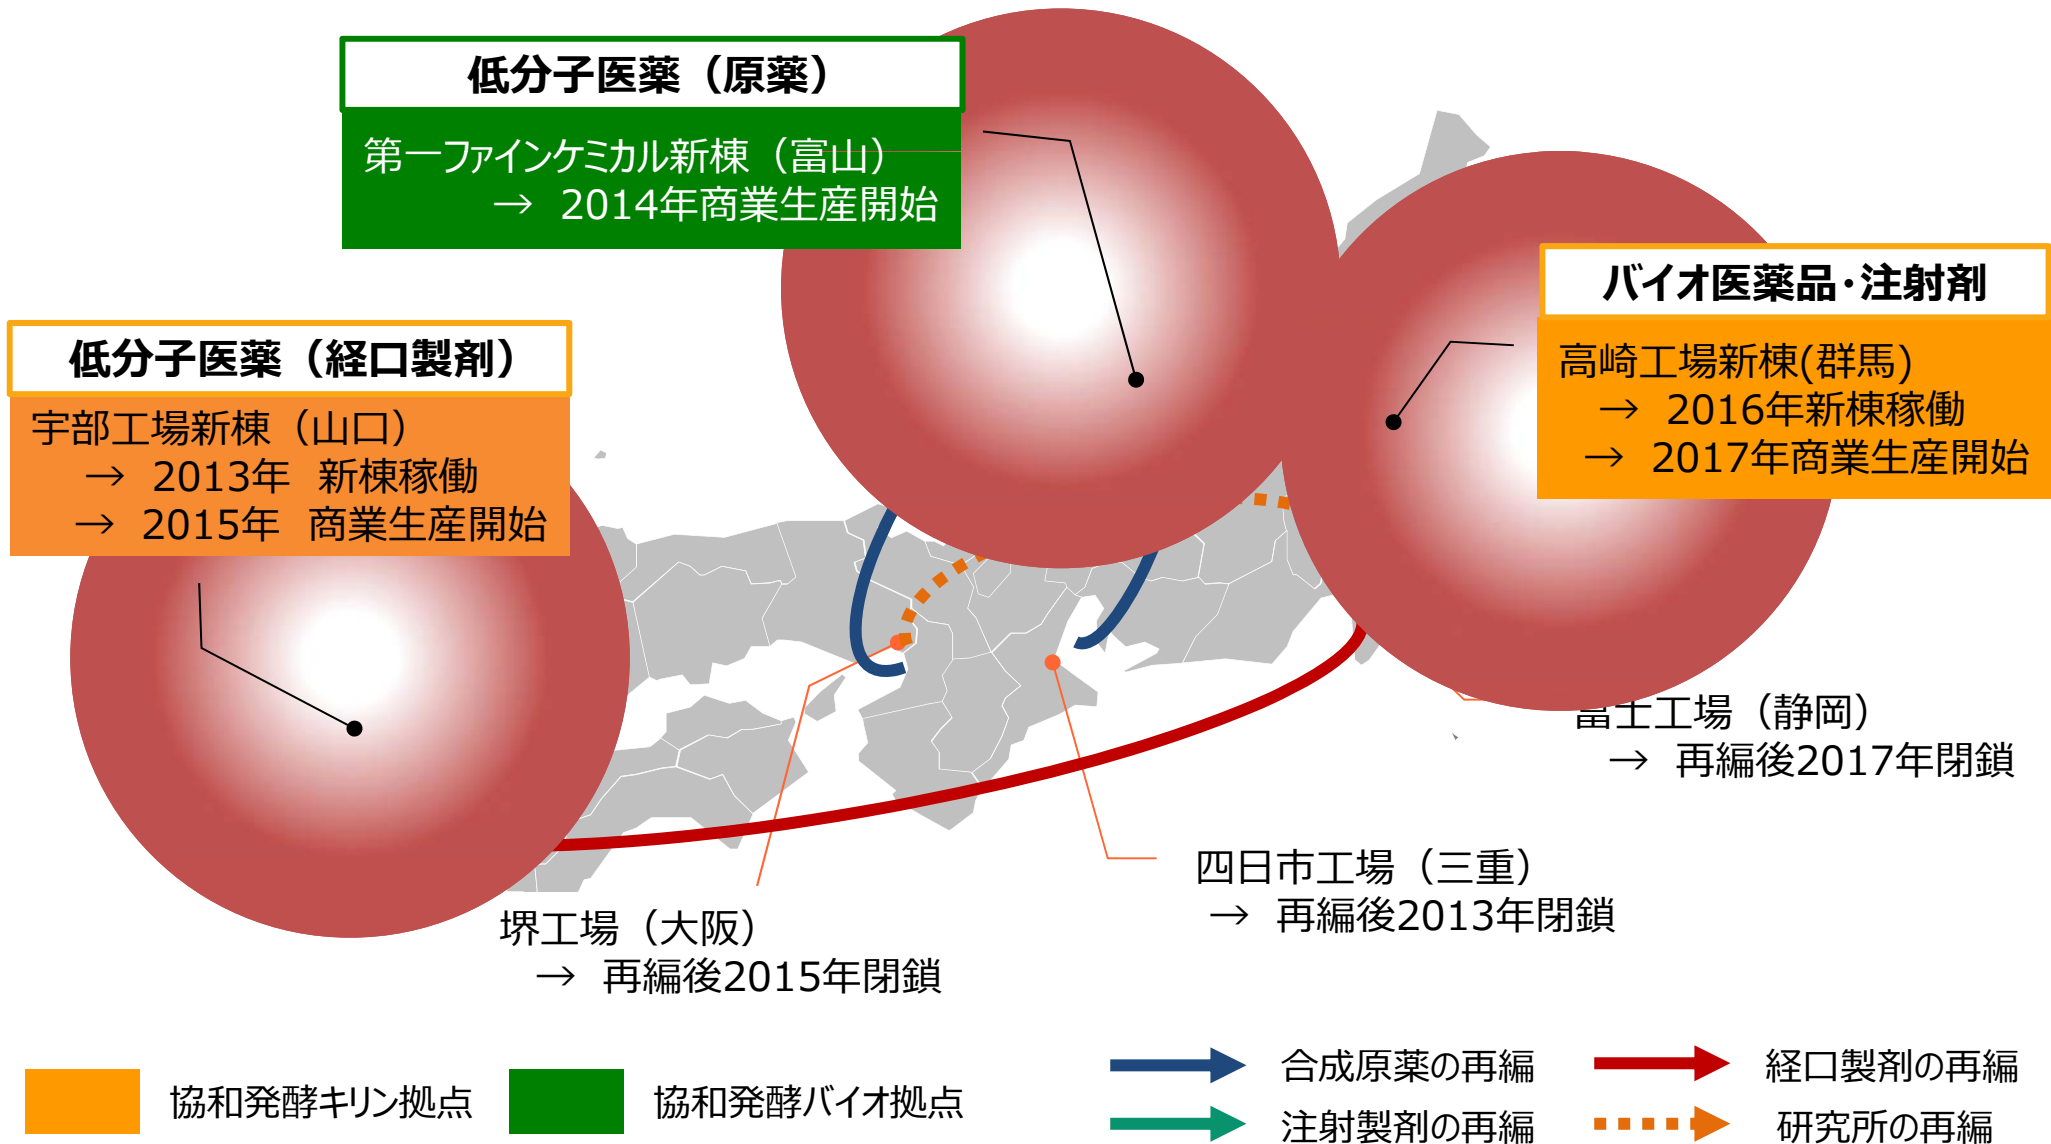 低分子医薬（原薬）
第一ファインケミカル新棟（富山）
→ 2014年商業生産開始
バイオ医薬品・注射剤
高崎工場新棟(群馬)
→ 2016年新棟稼働
→ 2017年商業生産開始
低分子医薬（経口製剤）
宇部工場新棟（山口）
→ 2013年 新棟稼働
→ 2015年 商業生産開始
富士工場（静岡）
→ 再編後2017年閉鎖
四日市工場（三重）
→ 再編後2013年閉鎖
堺工場（大阪）
→ 再編後2015年閉鎖
協和発酵キリン拠点
協和発酵バイオ拠点
合成原薬の再編
経口製剤の再編
注射製剤の再編
研究所の再編